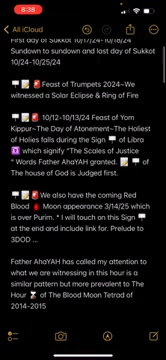 8:38
All iCloud
First day of Sukkot 10/17/24-10/18/24
Sundown to sundown and last day of Sukkot
10/24-10/25/24
Feast of Trumpets 2024~We
witnessed a Solar Eclipse & Ring of
Fire
10/12-10/13/24 Feast of Yom
Kippur~The Day of Atonement~The Holiest
of Holies falls during the Sign of Libra
♎ which signify “The Scales of Justice
“ Words Father AhaYAH granted. of
The house of God is Judged first.
We also have the coming Red
Blood Moon appearance 3/14/25 which
is over Purim. * I will touch on this Sign
at the end and include link for. Prelude to
3DOD ...
Father AhaYAH has called my attention to
what we are witnessing in this hour is a
similar pattern but more prevalent to The
Hour of The Blood Moon Tetrad of
2014-2015